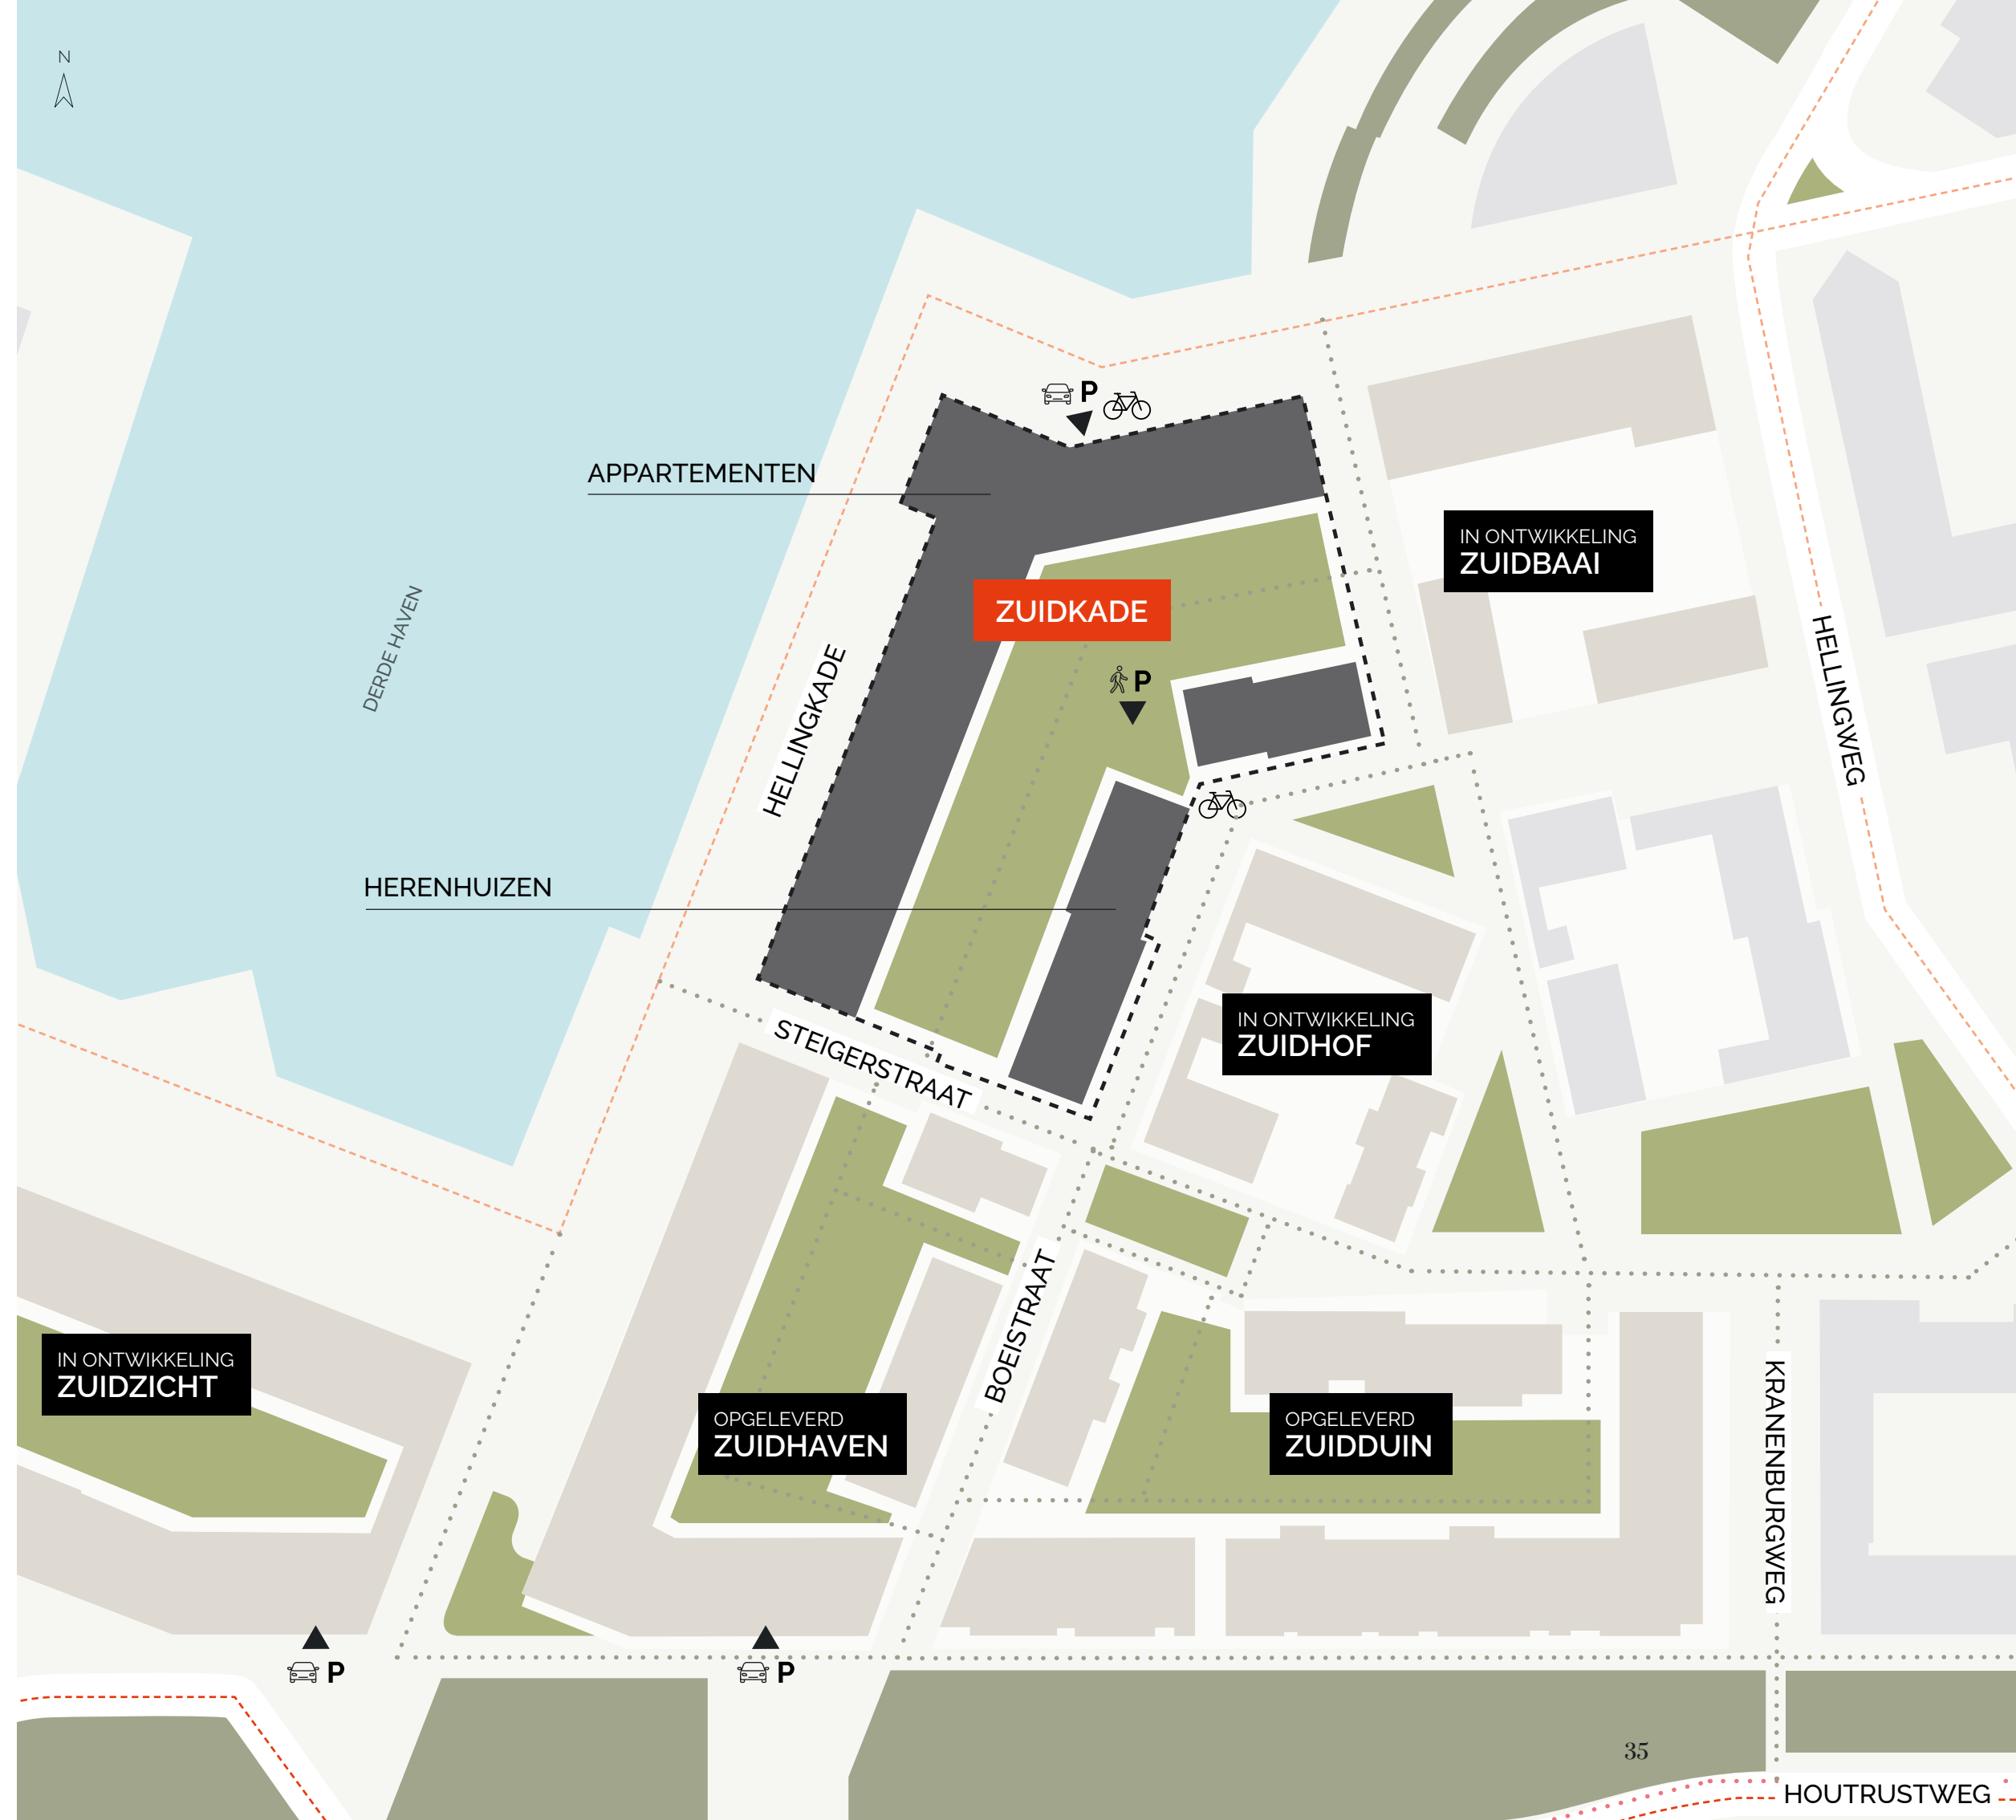 N
P
APPARTEMENTEN
IN ONTWIKKELING
ZUIDBAAI
ZUIDKADE
DERDE HAVEN
HELLINGKADE
P
HELLINGWEG
HERENHUIZEN
STEIGERSTRAAT
IN ONTWIKKELING
ZUIDHOF
BOEISTRAAT
IN ONTWIKKELING
ZUIDZICHT
OPGELEVERD
ZUIDHAVEN
OPGELEVERD
ZUIDDUIN
KRANENBURGWEG
P
P
35
HOUTRUSTWEG